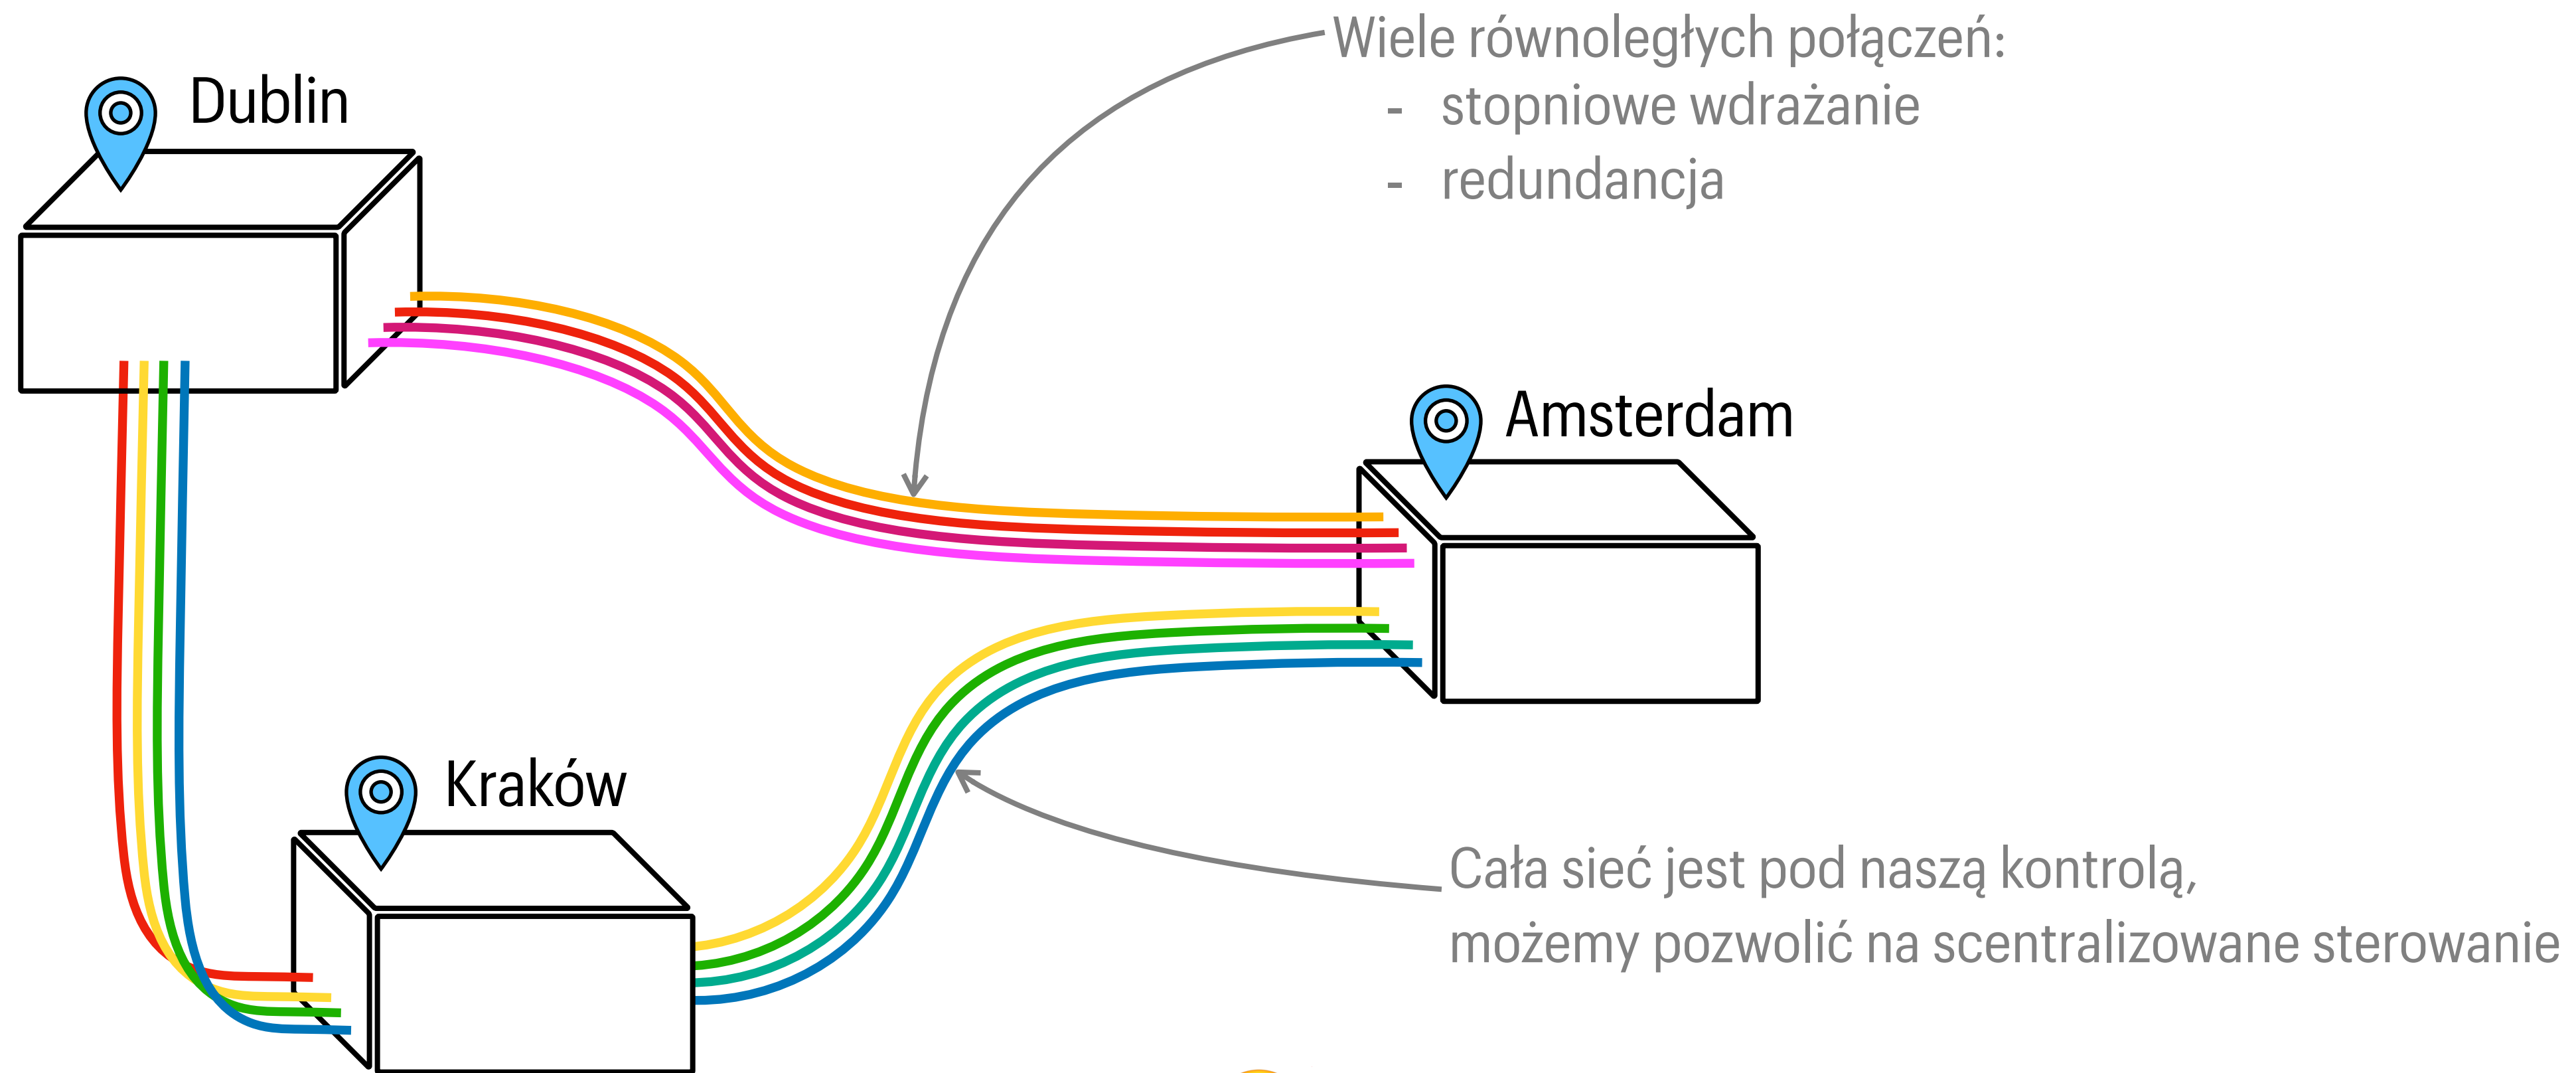 Wiele równoległych połączeń:
- stopniowe wdrażanie
- redundancja
Dublin
Amsterdam
Kraków
Cała sieć jest pod naszą kontrolą,
możemy pozwolić na scentralizowane sterowanie